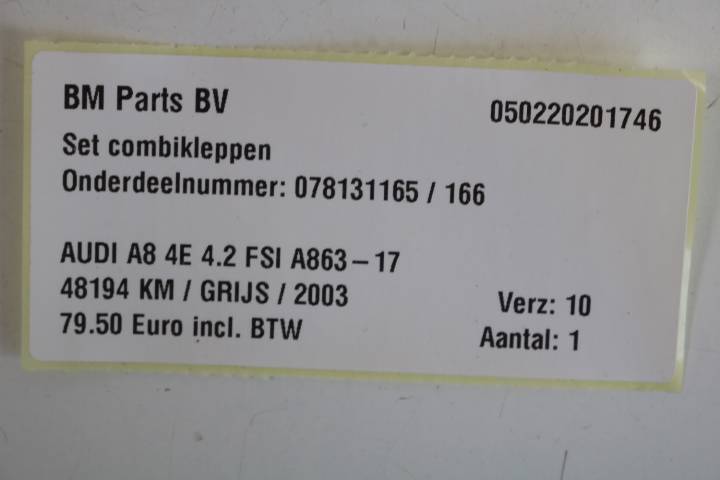 BM Parts BV 050220201746
Set combikleppen
Onderdeelnummer: 078131165 / 166
AUDI A8 4E 4.2 FSI A863-17
48194 KM / GRIJS / 2003 Verz: 10
79.50 Euro incl. BTW Aantal: 1